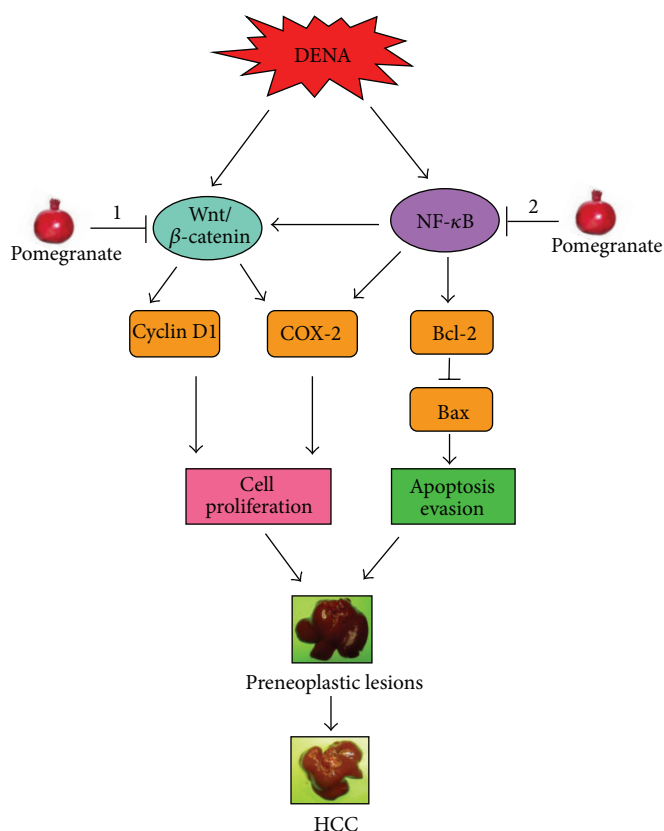 DENA
1
2
Wnt/
β-catenin
NF-κB
Pomegranate
Pomegranate
Cyclin D1
COX-2
Bcl-2
Bax
Cell
proliferation
Apoptosis
evasion
Preneoplastic lesions
HCC